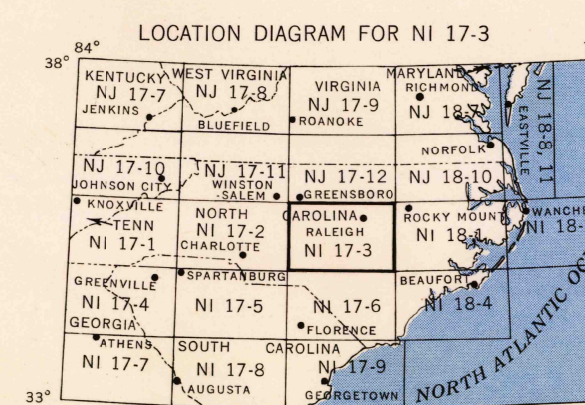 LOCATION DIAGRAM FOR NI 17-3
84°
38°
KENTUCKY WEST VIRGINIA VIRGINIA MARYLAND
NJ 17-7 NJ 17-8 NJ 17-9 RICHMOND
JENKINS BLUEFIELD ROANOKE NJ 18-7
NJ 18-8, 11
EASTVILLE
NORFOLK
NJ 17-10 NJ 17-11 NJ 17-12 NJ 18-10
JOHNSON CITY WINSTON
-SALEM GREENSBORO
KNOXVILLE NORTH CAROLINA ROCKY MOUNT WANCHE
TENN NI 17-2 RALEIGH NI 18-1 NI 18-
NI 17-1 CHARLOTTE NI 17-3
GREENVILLE SPARTANBURG BEAUFORT
NI 17-4 NI 17-5 NI 17-6 NI 18-4
GEORGIA FLORENCE
ATHENS SOUTH CAROLINA
NI 17-7 NI 17-8 NI 17-9
AUGUSTA GEORGETOWN
33°
NORTH ATLANTIC OC